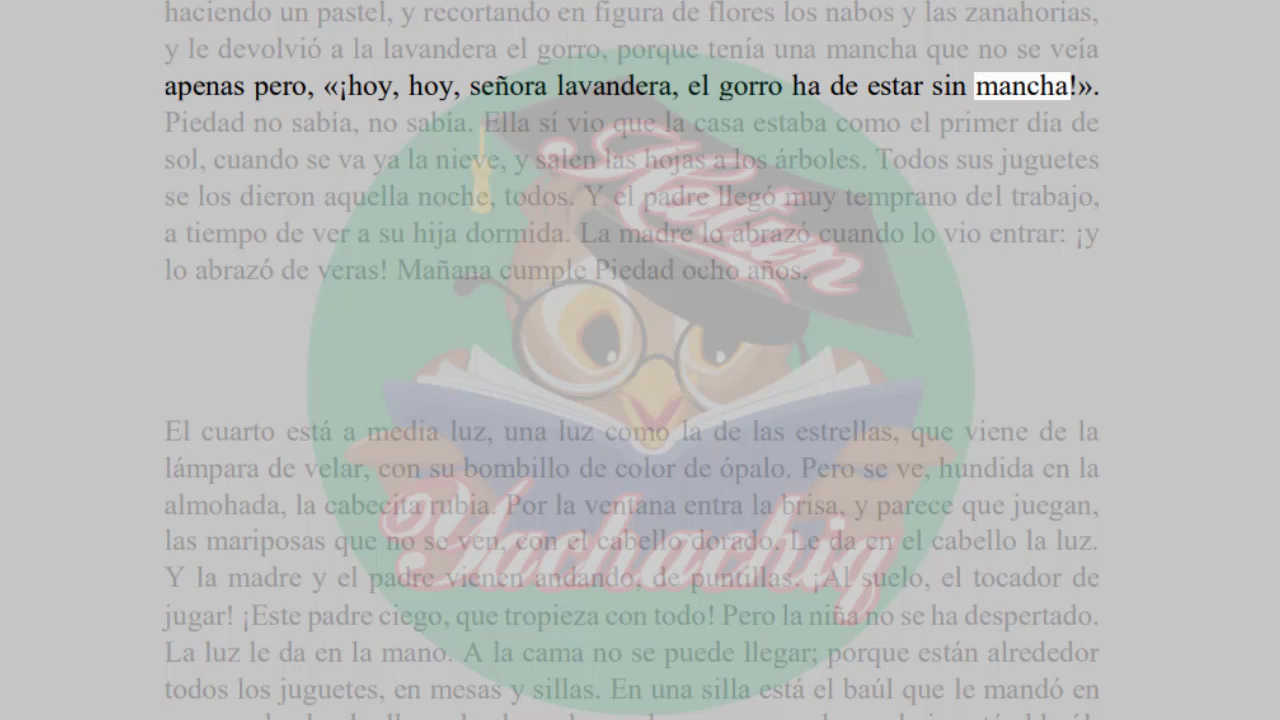 haciendo un pastel, y recortando en figura de flores los nabos y las zanahorias,
y le devolvió a la lavandera el gorro, porque tenía una mancha que no se veía
apenas pero, «¡hoy, hoy, señora lavandera, el gorro ha de estar sin mancha!».
Piedad no sabía, no sabía. Ella sí vio que la casa estaba como el primer día de
sol, cuando se va ya la nieve, y salen las hojas a los árboles. Todos sus juguetes
se los dieron aquella noche, todos. Y el padre llegó muy temprano del trabajo,
a tiempo de ver a su hija dormida. La madre lo abrazó cuando lo vio entrar: ¡y
lo abrazó de veras! Mañana cumple Piedad ocho años.
El cuarto está a media luz, una luz como la de las estrellas, que viene de la
lámpara de velar, con su bombillo de color de ópalo. Pero se ve, hundida en la
almohada, la cabecita rubia. Por la ventana entra la brisa, y parece que juegan,
las mariposas que no se ven, con el cabello dorado. Le da en el cabello la luz.
Y la madre y el padre vienen andando, de puntillas. ¡Al suelo, el tocador de
jugar! ¡Este padre ciego, que tropieza con todo! Pero la niña no se ha despertado.
La luz le da en la mano. A la cama no se puede llegar; porque están alrededor
todos los juguetes, en mesas y sillas. En una silla está el baúl que le mandó en
Yachachiq